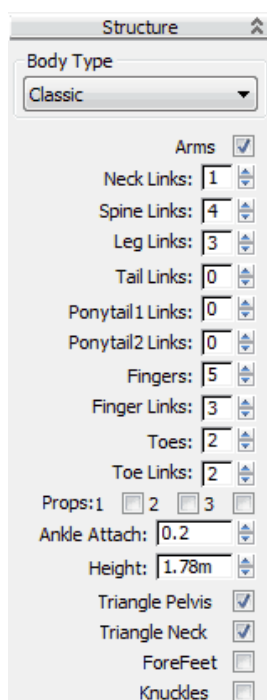 Structure
Body Type
Classic
Arms
Neck Links: 1
Spine Links: 4
Leg Links: 3
Tail Links: 0
Ponytail1 Links: 0
Ponytail2 Links: 0
Fingers: 5
Finger Links: 3
Toes: 2
Toe Links: 2
Props:1 2 3
Ankle Attach: 0.2
Height: 1.78m
Triangle Pelvis
Triangle Neck
ForeFeet
Knuckles